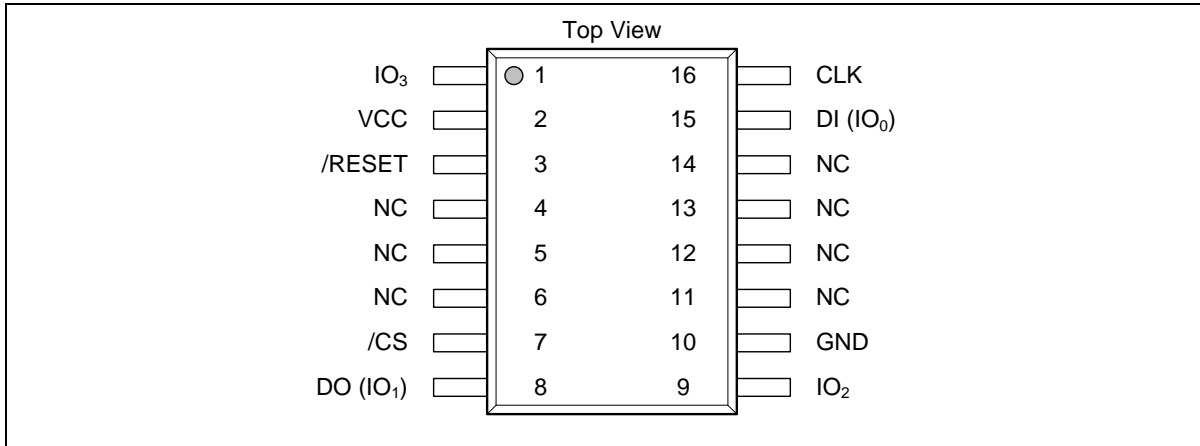 Top View
IO₃ 1 16 CLK
VCC 2 15 DI (IO₀)
/RESET 3 14 NC
NC 4 13 NC
NC 5 12 NC
NC 6 11 NC
/CS 7 10 GND
DO (IO₁) 8 9 IO₂